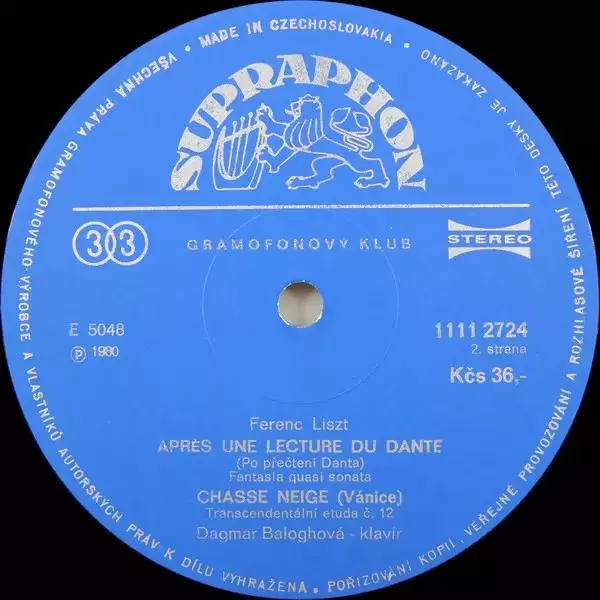 VŠECHNA PRÁVA GRAMOFONOVÉHO VÝROBCE A VLASTNÍKŮ AUTORSKÝCH PRÁV K DÍLU VYHRAŽENA. POŘIZOVÁNÍ KOPIÍ, VEŘEJNÉ PROVOZOVÁNÍ A ROZHLASOVÉ ŠÍŘENÍ TÉTO DESKY JE ZAKÁZÁNO
• MADE IN CZECHOSLOVAKIA •
SUPRAPHON
33
GRAMOFONOVÝ KLUB
STEREO
E 5048
1111 2724
Ⓟ 1980
2. strana
Kčs 36,-
Ferenc Liszt
APRÈS UNE LECTURE DU DANTE
(Po přečtení Danta)
Fantasia quasi sonata
CHASSE NEIGE (Vánice)
Transcendentální etuda č. 12
Dagmar Baloghová - klavír